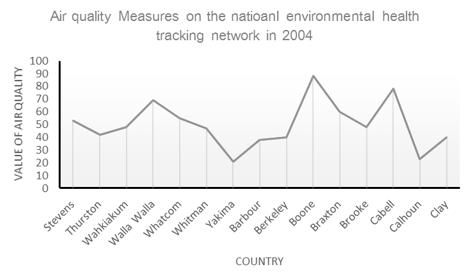 Air quality Measures on the natioanl environmental health
tracking network in 2004
VALUE OF AIR QUALITY
100
90
80
70
60
50
40
30
20
10
0
Stevens
Thurston
Wahkiakum
Walla Walla
Whatcom
Whitman
Yakima
Barbour
Berkeley
Boone
Braxton
Brooke
Cabell
Calhoun
Clay
COUNTRY